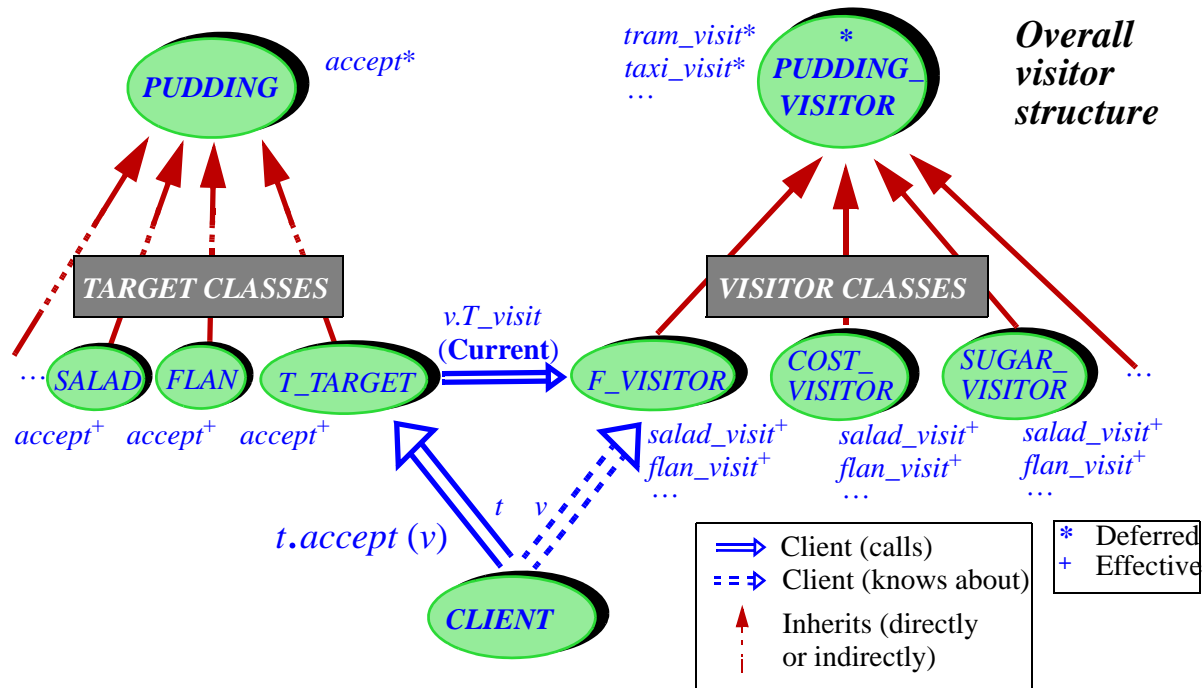 PUDDING
accept*
tram_visit*
taxi_visit*
…
*
PUDDING_
VISITOR
Overall
visitor
structure
TARGET CLASSES
VISITOR CLASSES
v.T_visit
(Current)
…
SALAD
FLAN
T_TARGET
F_VISITOR
COST_
VISITOR
SUGAR_
VISITOR
…
accept+
accept+
accept+
salad_visit+
flan_visit+
…
salad_visit+
flan_visit+
…
salad_visit+
flan_visit+
…
t
v
t.accept (v)
CLIENT
Client (calls)
Client (knows about)
Inherits (directly
or indirectly)
* Deferred
+ Effective